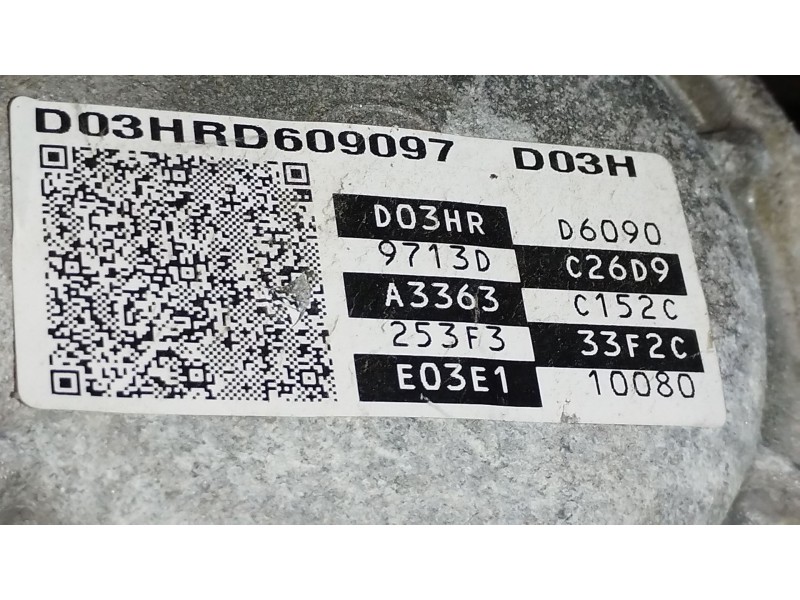 D03HRD609097 D03H
D03HR D6090
9713D C26D9
A3363 C152C
253F3 33F2C
E03E1 10080